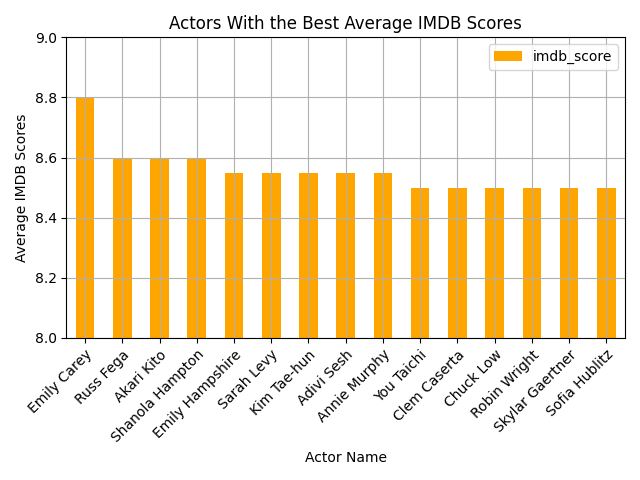 Actors With the Best Average IMDB Scores
imdb_score
Average IMDB Scores
9.0
8.8
8.6
8.4
8.2
8.0
Emily Carey
Russ Fega
Akari Kito
Shanola Hampton
Emily Hampshire
Sarah Levy
Kim Tae-hun
Adivi Sesh
Annie Murphy
You Taichi
Clem Caserta
Chuck Low
Robin Wright
Skylar Gaertner
Sofia Hublitz
Actor Name